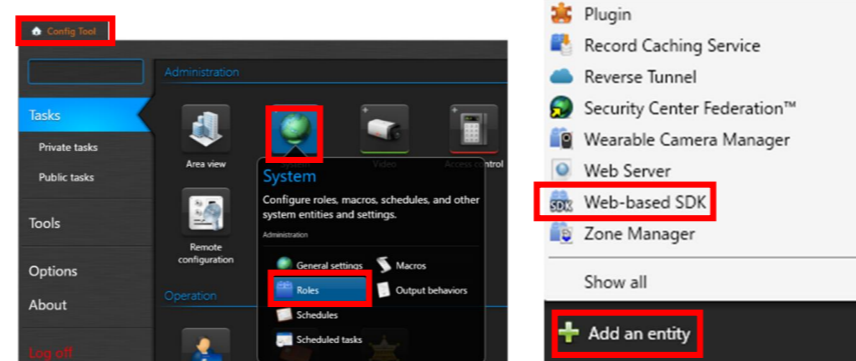 Config Tool
Administration
Tasks
Private tasks
Public tasks
Tools
Options
About
Log off
Area view
Video
Access control
Remote
configuration
Operation
System
Configure roles, macros, schedules, and other
system entities and settings.
Administration
General settings
Macros
Roles
Output behaviors
Schedules
Scheduled tasks
Plugin
Record Caching Service
Reverse Tunnel
Security Center Federation™
Wearable Camera Manager
Web Server
SDK Web-based SDK
Zone Manager
Show all
Add an entity